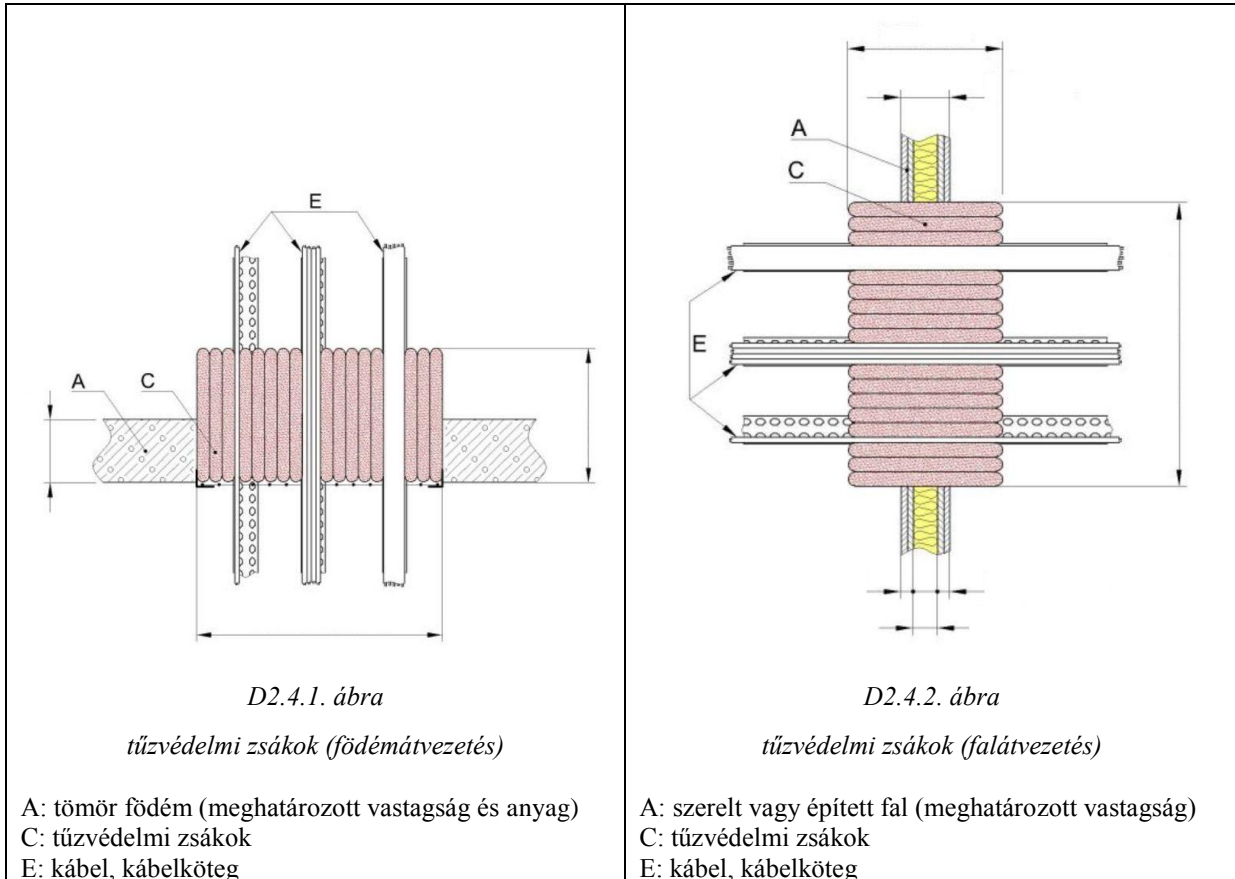 E
A
C
D2.4.1. ábra
tűzvédelmi zsákok (födémátvezetés)
A: tömör födém (meghatározott vastagság és anyag)
C: tűzvédelmi zsákok
E: kábel, kábelköteg
A
C
E
D2.4.2. ábra
tűzvédelmi zsákok (falátvezetés)
A: szerelt vagy épített fal (meghatározott vastagság)
C: tűzvédelmi zsákok
E: kábel, kábelköteg